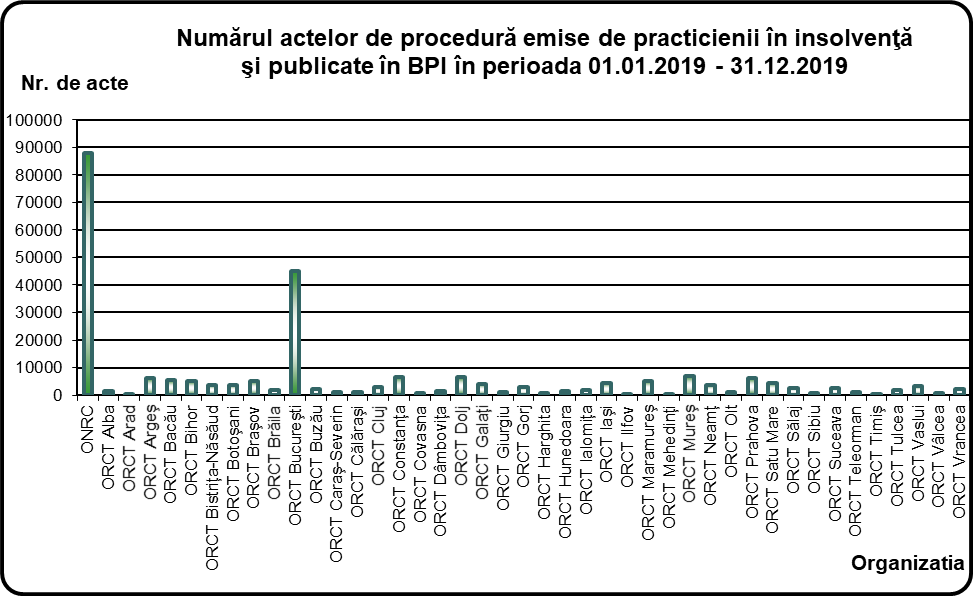 Numărul actelor de procedură emise de practicienii în insolvenţă
şi publicate în BPI în perioada 01.01.2019 - 31.12.2019
Nr. de acte
100000
90000
80000
70000
60000
50000
40000
30000
20000
10000
0
ONRC
ORCT Alba
ORCT Arad
ORCT Argeş
ORCT Bacău
ORCT Bihor
ORCT Bistriţa-Năsăud
ORCT Botoşani
ORCT Braşov
ORCT Brăila
ORCT Bucureşti
ORCT Buzău
ORCT Caraş-Severin
ORCT Călăraşi
ORCT Cluj
ORCT Constanţa
ORCT Covasna
ORCT Dâmboviţa
ORCT Dolj
ORCT Galaţi
ORCT Giurgiu
ORCT Gorj
ORCT Harghita
ORCT Hunedoara
ORCT Ialomiţa
ORCT Iaşi
ORCT Ilfov
ORCT Maramureş
ORCT Mehedinţi
ORCT Mureş
ORCT Neamţ
ORCT Olt
ORCT Prahova
ORCT Satu Mare
ORCT Sălaj
ORCT Sibiu
ORCT Suceava
ORCT Teleorman
ORCT Timiş
ORCT Tulcea
ORCT Vaslui
ORCT Vâlcea
ORCT Vrancea
Organizatia